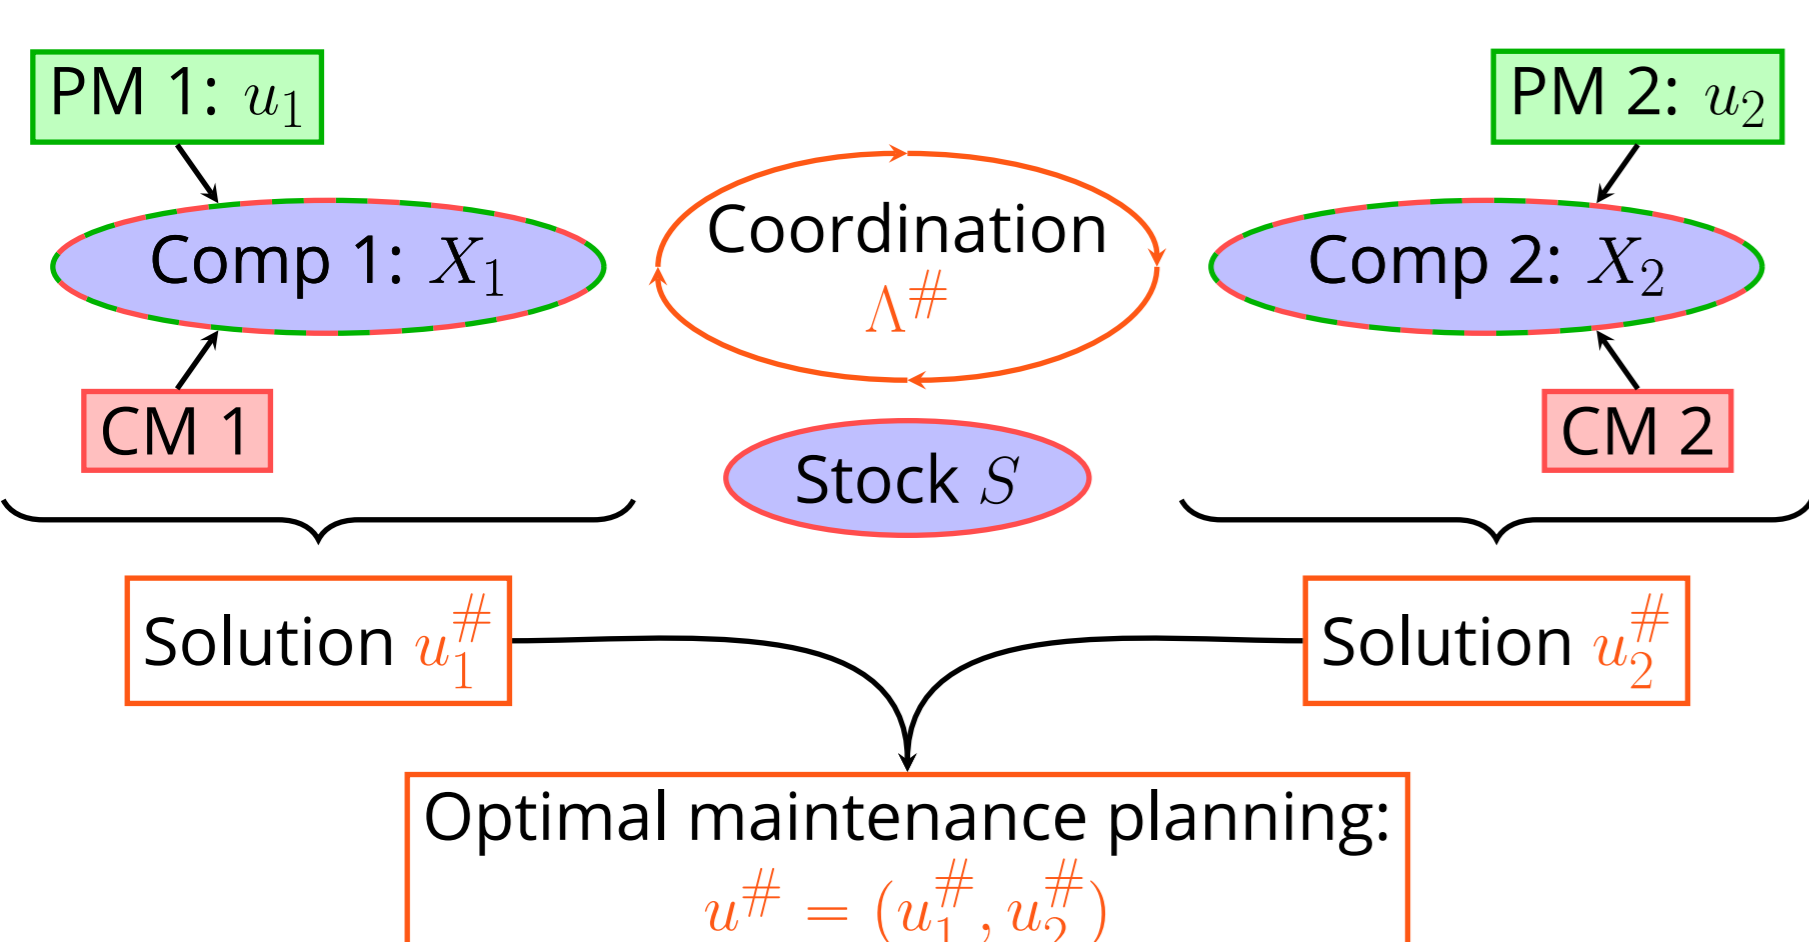 PM 1: u₁
PM 2: u₂
Coordination
Λ^#
Comp 1: X₁
Comp 2: X₂
CM 1
CM 2
Stock S
Solution u₁^#
Solution u₂^#
Optimal maintenance planning:
u^# = (u₁^#, u₂^#)